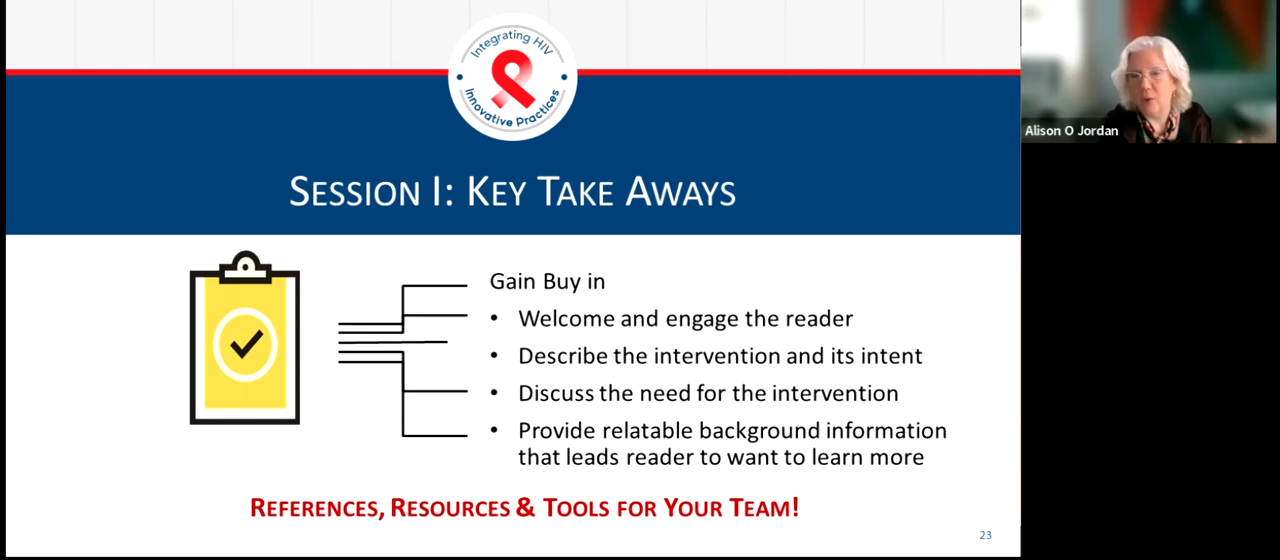 Integrating HIV
Innovative Practices
Alison O Jordan
SESSION I: KEY TAKE AWAYS
Gain Buy in
• Welcome and engage the reader
• Describe the intervention and its intent
• Discuss the need for the intervention
• Provide relatable background information
that leads reader to want to learn more
REFERENCES, RESOURCES & TOOLS FOR YOUR TEAM!
23